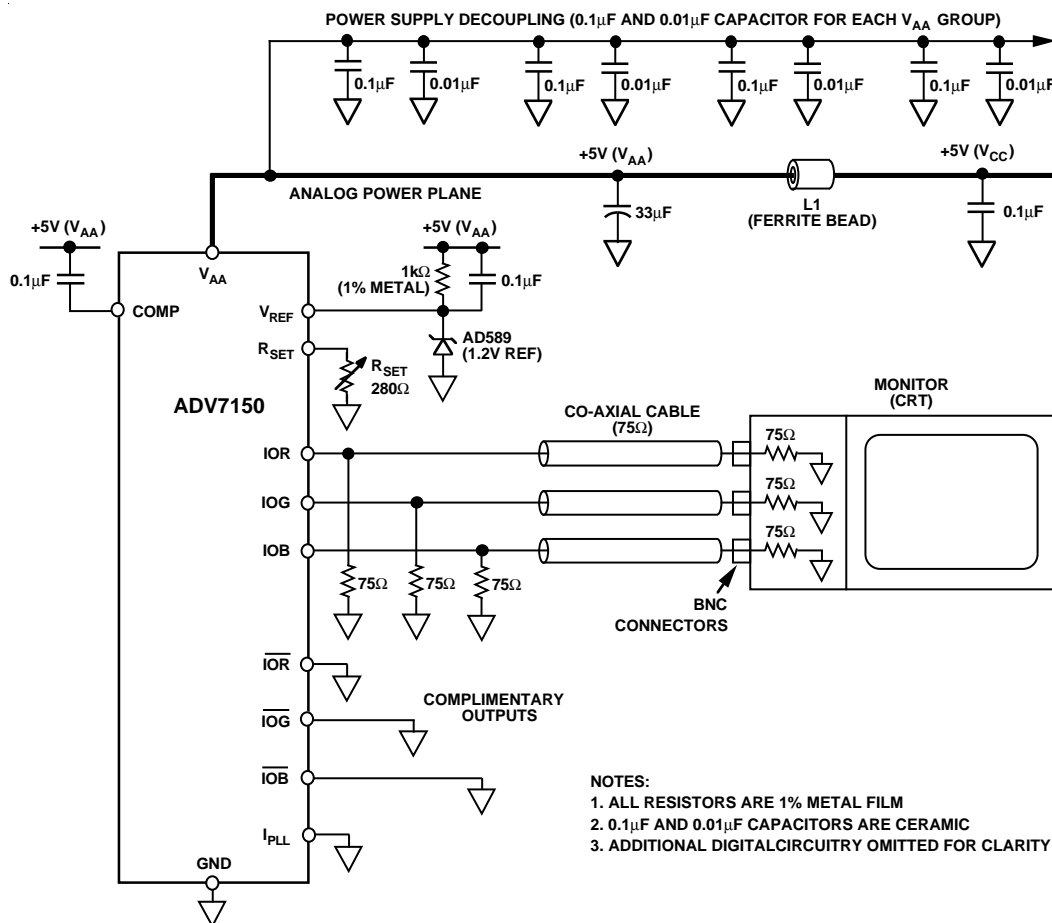 POWER SUPPLY DECOUPLING (0.1μF AND 0.01μF CAPACITOR FOR EACH VAA GROUP)
0.1μF
0.01μF
0.1μF
0.01μF
0.1μF
0.01μF
0.1μF
0.01μF
+5V (VAA)
+5V (VCC)
ANALOG POWER PLANE
33μF
L1
(FERRITE BEAD)
0.1μF
+5V (VAA)
+5V (VAA)
0.1μF
VAA
1kΩ
(1% METAL)
0.1μF
COMP
VREF
AD589
(1.2V REF)
RSET
RSET
280Ω
ADV7150
MONITOR
(CRT)
CO-AXIAL CABLE
(75Ω)
IOR
75Ω
IOG
75Ω
IOB
75Ω
75Ω
75Ω
75Ω
BNC
CONNECTORS
IOR
COMPLIMENTARY
OUTPUTS
IOG
IOB
IPLL
GND
NOTES:
1. ALL RESISTORS ARE 1% METAL FILM
2. 0.1μF AND 0.01μF CAPACITORS ARE CERAMIC
3. ADDITIONAL DIGITALCIRCUITRY OMITTED FOR CLARITY